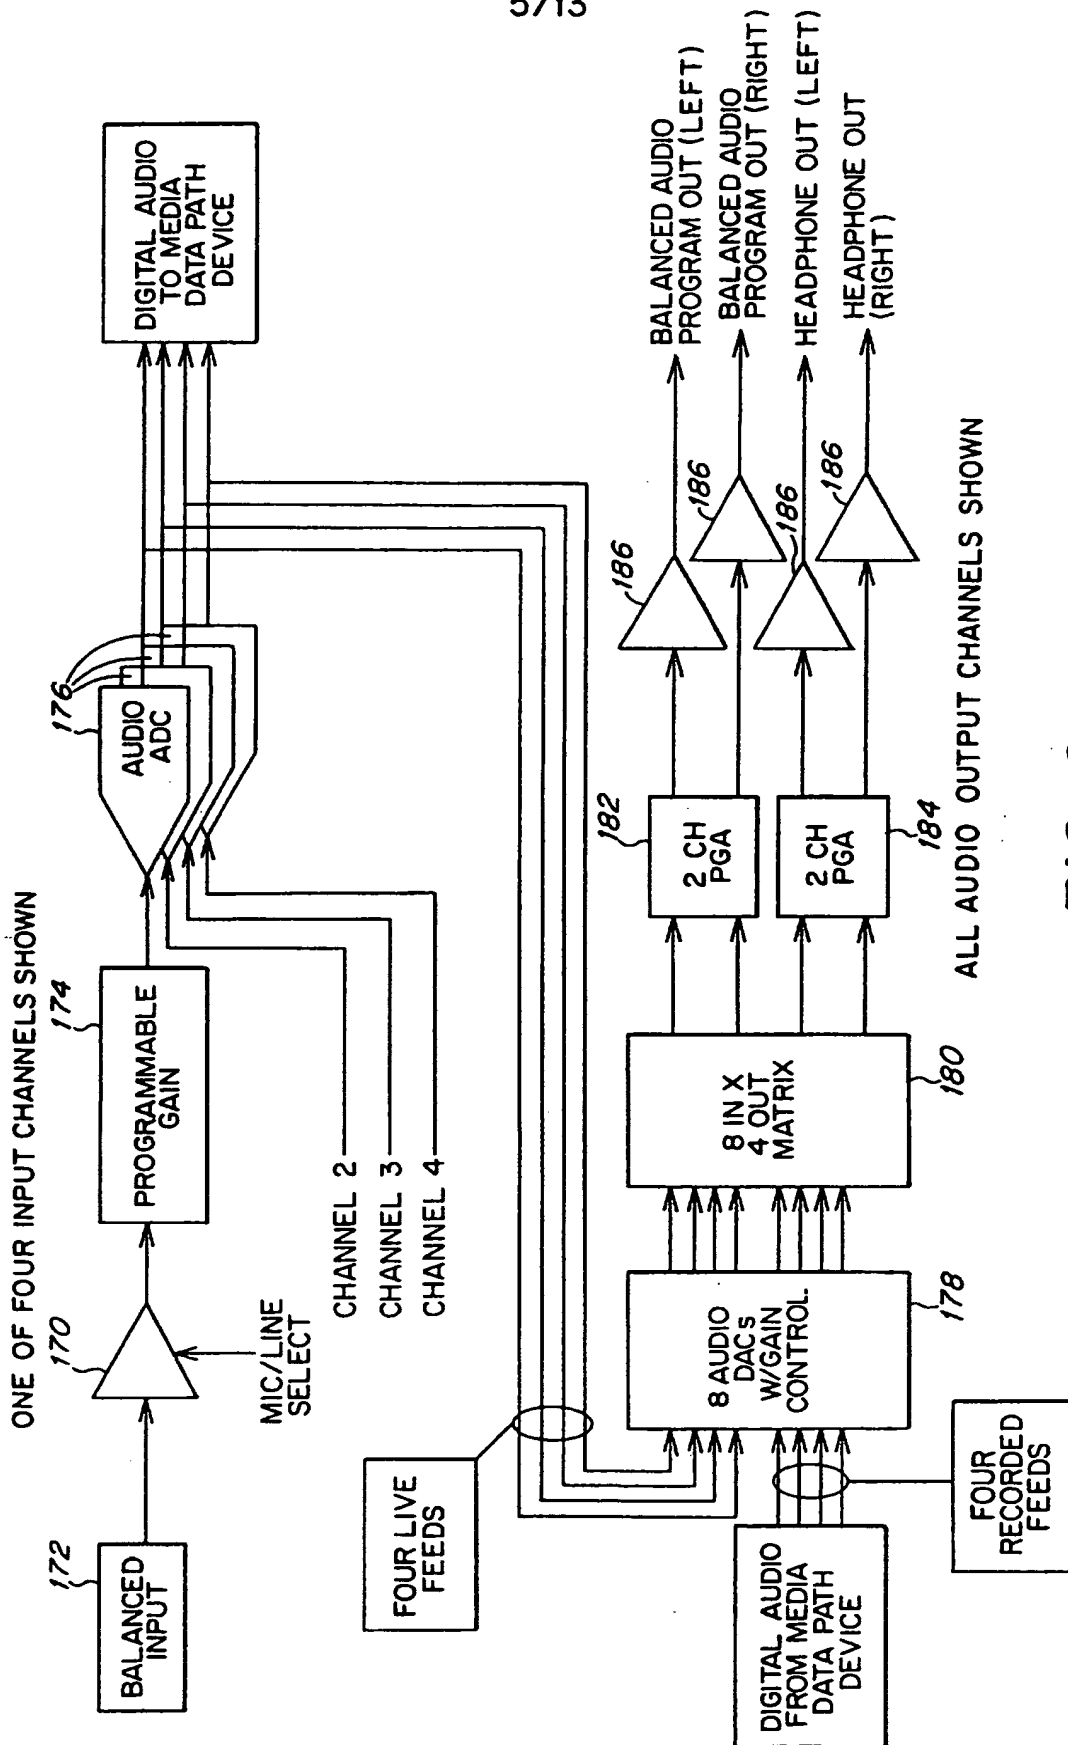 5713
ONE OF FOUR INPUT CHANNELS SHOWN
172
BALANCED
INPUT
170
MIC/LINE
SELECT
174
PROGRAMMABLE
GAIN
176
AUDIO
ADC
DIGITAL AUDIO
TO MEDIA
DATA PATH
DEVICE
CHANNEL 2
CHANNEL 3
CHANNEL 4
FOUR LIVE
FEEDS
DIGITAL AUDIO
FROM MEDIA
DATA PATH
DEVICE
FOUR
RECORDED
FEEDS
8 AUDIO
DACs
W/GAIN
CONTROL
178
8 IN X
4 OUT
MATRIX
180
182
2 CH
PGA
2 CH
PGA
184
186
186
186
186
BALANCED AUDIO
PROGRAM OUT (LEFT)
BALANCED AUDIO
PROGRAM OUT (RIGHT)
HEADPHONE OUT (LEFT)
HEADPHONE OUT
(RIGHT)
ALL AUDIO OUTPUT CHANNELS SHOWN